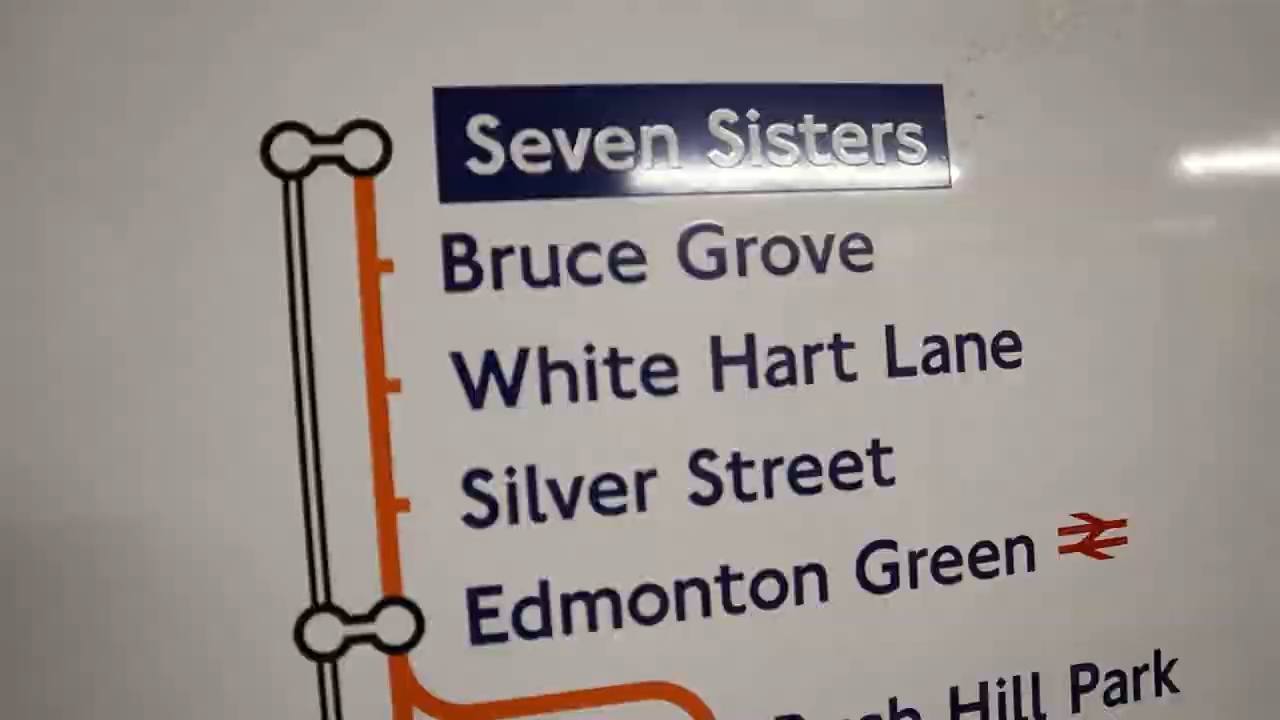 Seven Sisters
Bruce Grove
White Hart Lane
Silver Street
Edmonton Green
Hill Park